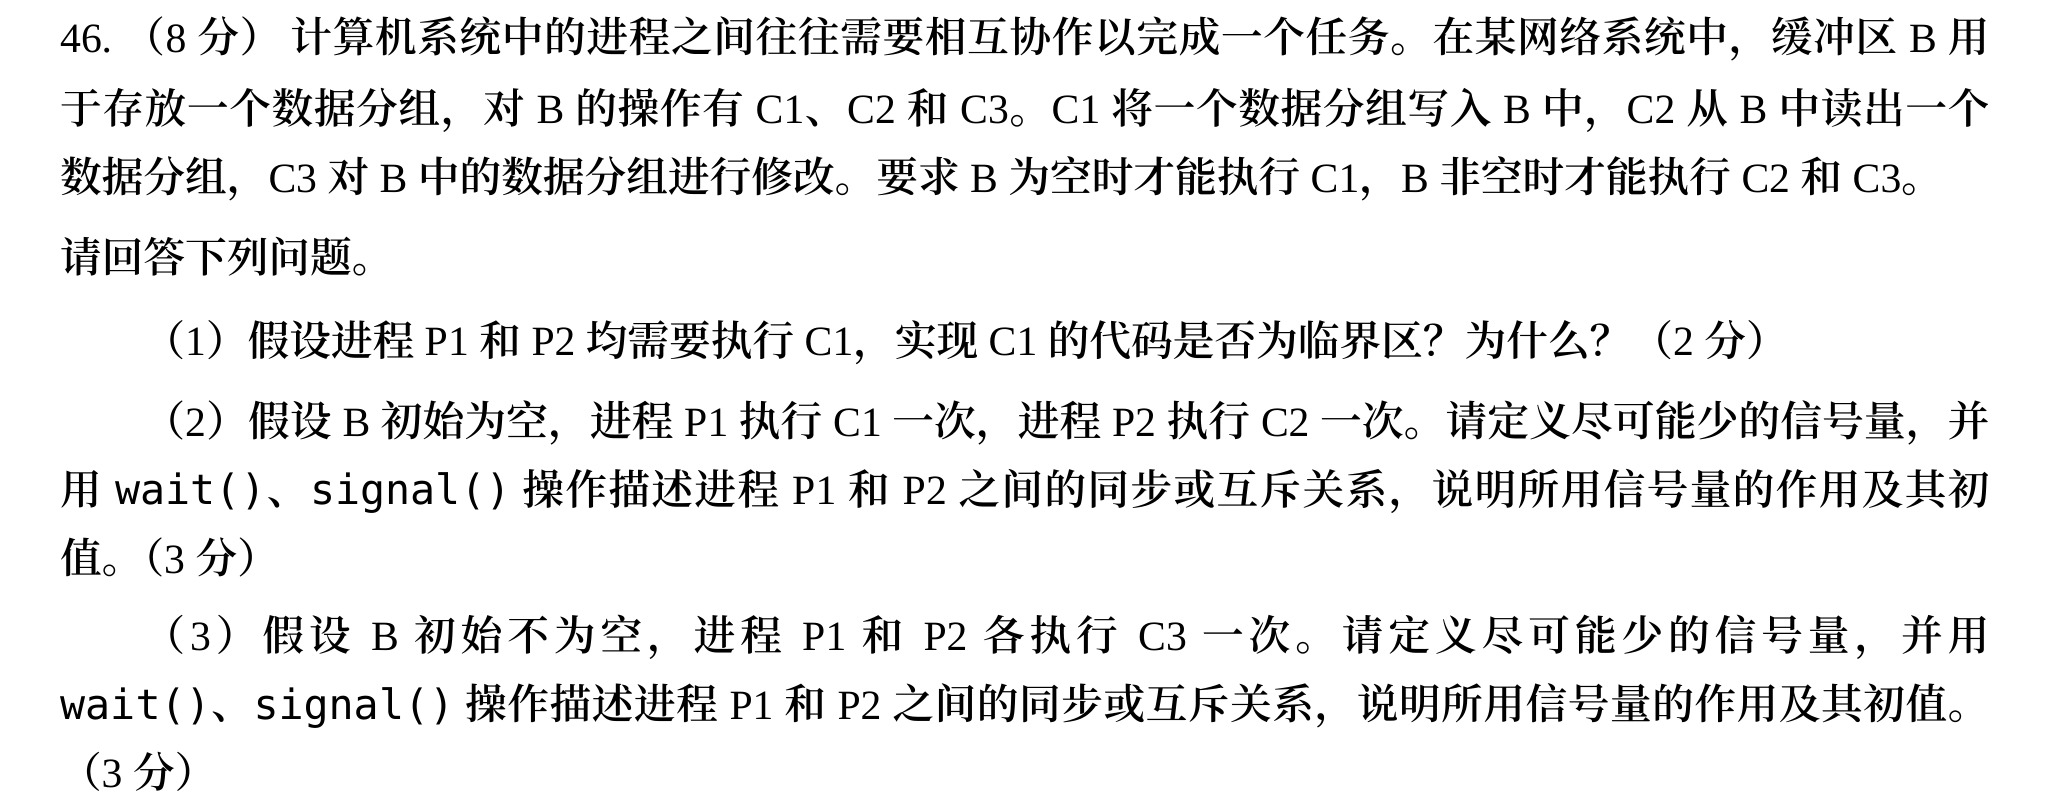 46. （8 分） 计算机系统中的进程之间往往需要相互协作以完成一个任务。在某网络系统中，缓冲区 B 用
于存放一个数据分组，对 B 的操作有 C1、C2 和 C3。C1 将一个数据分组写入 B 中，C2 从 B 中读出一个
数据分组，C3 对 B 中的数据分组进行修改。要求 B 为空时才能执行 C1，B 非空时才能执行 C2 和 C3。
请回答下列问题。
（1）假设进程 P1 和 P2 均需要执行 C1，实现 C1 的代码是否为临界区？为什么？（2 分）
（2）假设 B 初始为空，进程 P1 执行 C1 一次，进程 P2 执行 C2 一次。请定义尽可能少的信号量，并
用 wait()、signal() 操作描述进程 P1 和 P2 之间的同步或互斥关系，说明所用信号量的作用及其初
值。（3 分）
（3）假设 B 初始不为空，进程 P1 和 P2 各执行 C3 一次。请定义尽可能少的信号量，并用
wait()、signal() 操作描述进程 P1 和 P2 之间的同步或互斥关系，说明所用信号量的作用及其初值。
（3 分）